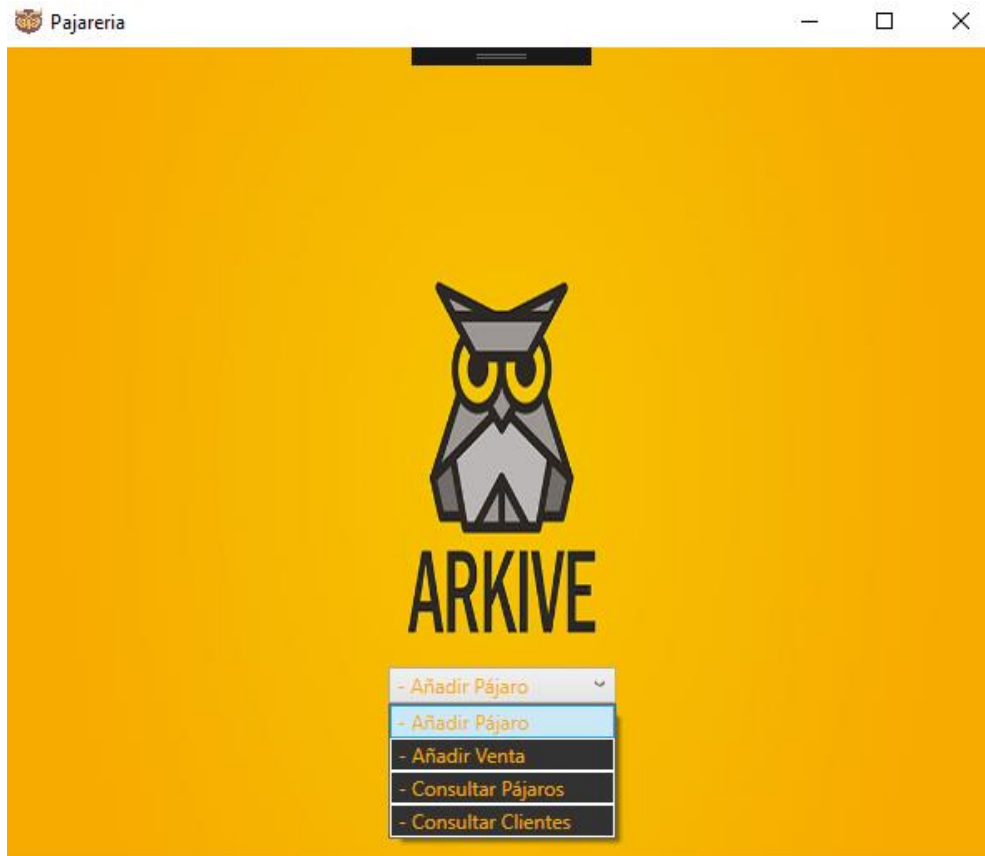 Pajareria
ARKIVE
- Añadir Pájaro
- Añadir Pájaro
- Añadir Venta
- Consultar Pájaros
- Consultar Clientes